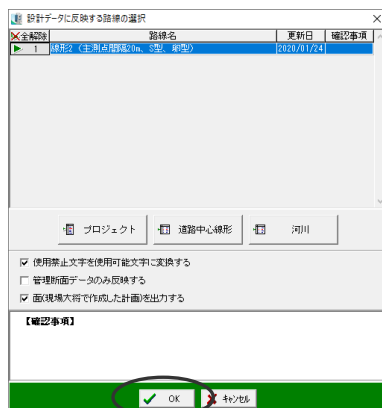 設計データに反映する路線の選択
全解除 路線名 更新日 確認事項
1 線形2(主測点間隔20m、S型、卵型) 2020/01/24
プロジェクト 道路中心線形 河川
使用禁止文字を使用可能文字に変換する
管理断面データのみ反映する
面(現場大将で作成した計画)を出力する
【確認事項】
OK キャンセル